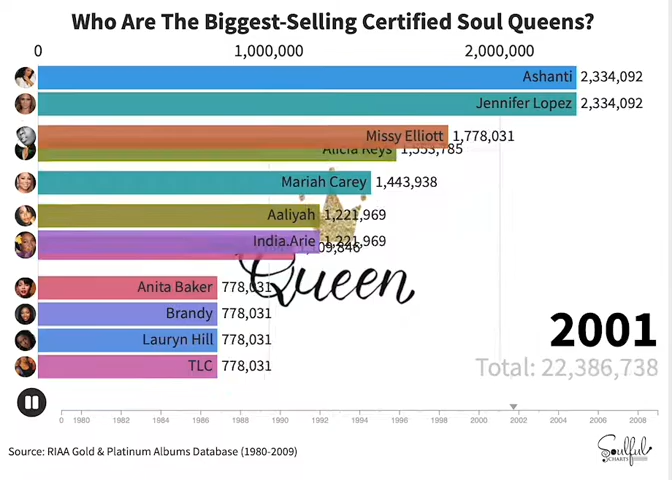 Who Are The Biggest-Selling Certified Soul Queens?
0 1,000,000 2,000,000
Ashanti 2,334,092
Jennifer Lopez 2,334,092
Missy Elliott 1,778,031
Alicia Keys 1,553,785
Mariah Carey 1,443,938
Aaliyah 1,221,969
India.Arie 1,221,969
Queen
Anita Baker 778,031
Brandy 778,031
Lauryn Hill 778,031
TLC 778,031
2001
Total: 22,386,738
0 1980 1982 1984 1986 1988 1990 1992 1994 1996 1998 2000 2002 2004 2006 2008
Source: RIAA Gold & Platinum Albums Database (1980-2009)
Soulful
CHARTS